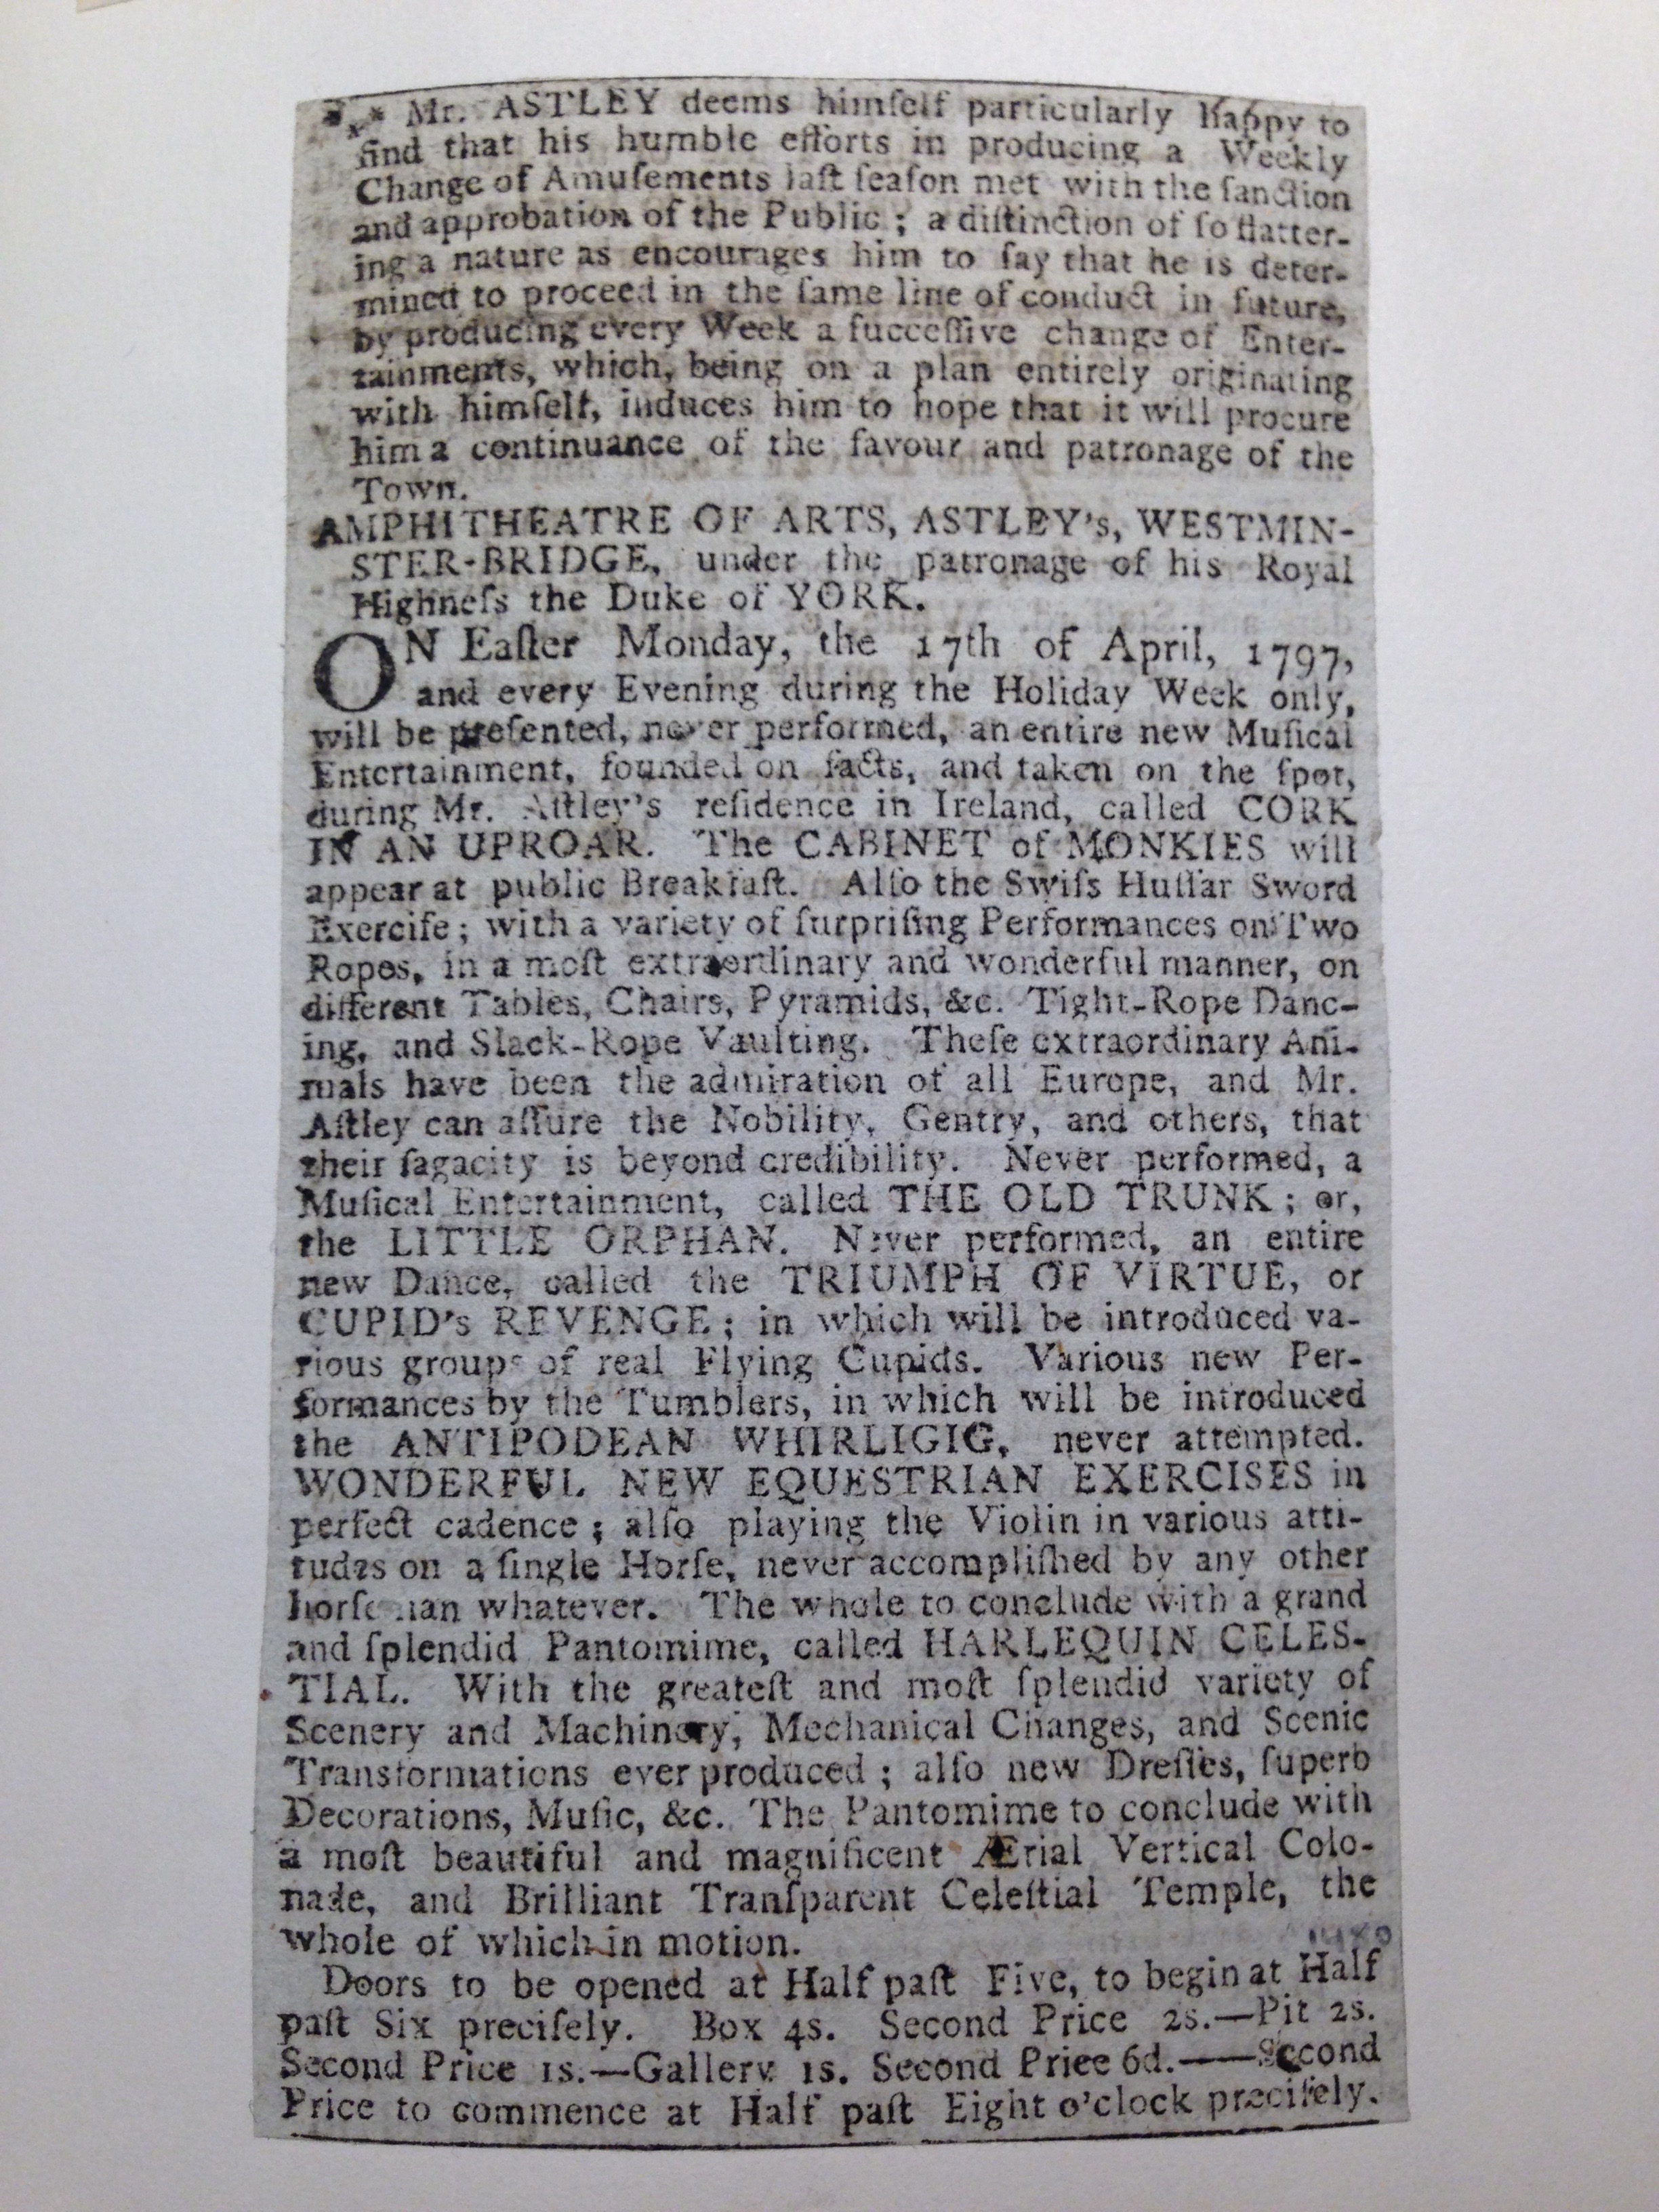 *** Mr. ASTLEY deems himſelf particularly happy to
find that his humble efforts in producing a Weekly
Change of Amuſements laſt ſeaſon met with the ſanction
and approbation of the Public ; a diſtinction of ſo flatter-
ing a nature as encourages him to ſay that he is deter-
mined to proceed in the ſame line of conduct in future,
by producing every Week a ſucceſſive change of Enter-
tainments, which, being on a plan entirely originating
with himſelf, induces him to hope that it will procure
him a continuance of the favour and patronage of the
Town.
AMPHITHEATRE OF ARTS, ASTLEY's, WESTMIN-
STER-BRIDGE, under the patronage of his Royal
Highneſs the Duke of YORK.
ON Eaſter Monday, the 17th of April, 1797,
and every Evening during the Holiday Week only,
will be preſented, never performed, an entire new Muſical
Entertainment, founded on facts, and taken on the ſpot,
during Mr. Aſtley's reſidence in Ireland, called CORK
IN AN UPROAR. The CABINET of MONKIES will
appear at public Breakfaſt. Alſo the Swiſs Huſſar Sword
Exerciſe ; with a variety of ſurpriſing Performances on Two
Ropes, in a moſt extraordinary and wonderful manner, on
different Tables, Chairs, Pyramids, &c. Tight-Rope Danc-
ing, and Slack-Rope Vaulting. Theſe extraordinary Ani-
mals have been the admiration of all Europe, and Mr.
Aſtley can aſſure the Nobility, Gentry, and others, that
their ſagacity is beyond credibility. Never performed, a
Muſical Entertainment, called THE OLD TRUNK ; or,
the LITTLE ORPHAN. Never performed, an entire
new Dance, called the TRIUMPH OF VIRTUE, or
CUPID's REVENGE ; in which will be introduced va-
rious groups of real Flying Cupids. Various new Per-
formances by the Tumblers, in which will be introduced
the ANTIPODEAN WHIRLIGIG, never attempted.
WONDERFUL NEW EQUESTRIAN EXERCISES in
perfect cadence ; alſo playing the Violin in various atti-
tudes on a ſingle Horſe, never accompliſhed by any other
horſeman whatever. The whole to conclude with a grand
and ſplendid Pantomime, called HARLEQUIN CELES-
TIAL. With the greateſt and moſt ſplendid variety of
Scenery and Machinery, Mechanical Changes, and Scenic
Transformations ever produced ; alſo new Dreſſes, ſuperb
Decorations, Muſic, &c. The Pantomime to conclude with
a moſt beautiful and magnificent Ærial Vertical Colo-
nade, and Brilliant Tranſparent Celeſtial Temple, the
whole of which in motion.
Doors to be opened at Half paſt Five, to begin at Half
paſt Six preciſely. Box 4s. Second Price 2s.—Pit 2s.
Second Price 1s.—Gallery 1s. Second Price 6d.——Second
Price to commence at Half paſt Eight o'clock preciſely.